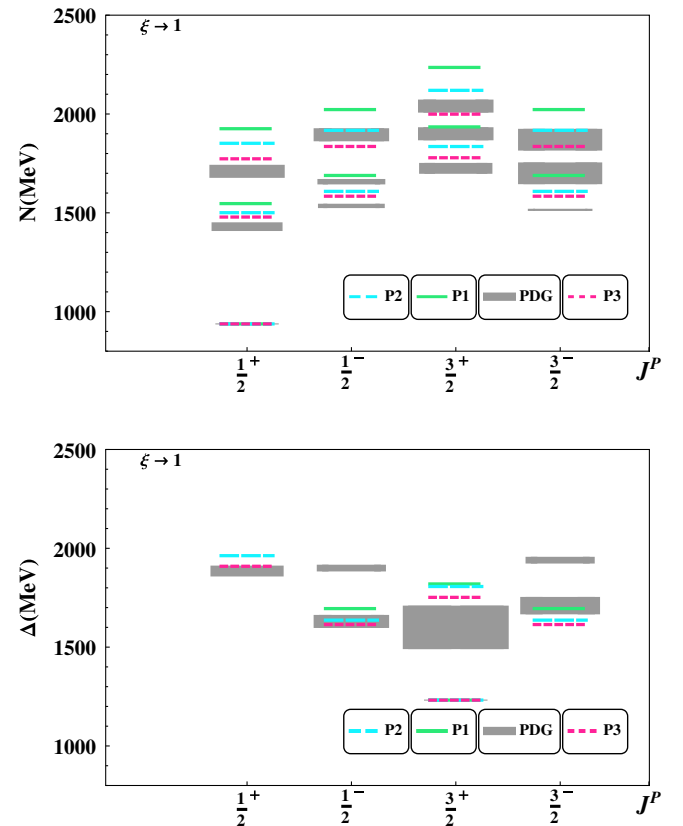 2500
ξ → 1
2000
N(MeV)
1500
P2 P1 PDG P3
1000
1/2+ 1/2− 3/2+ 3/2− J^P
2500
ξ → 1
2000
Δ(MeV)
1500
P2 P1 PDG P3
1000
1/2+ 1/2− 3/2+ 3/2− J^P